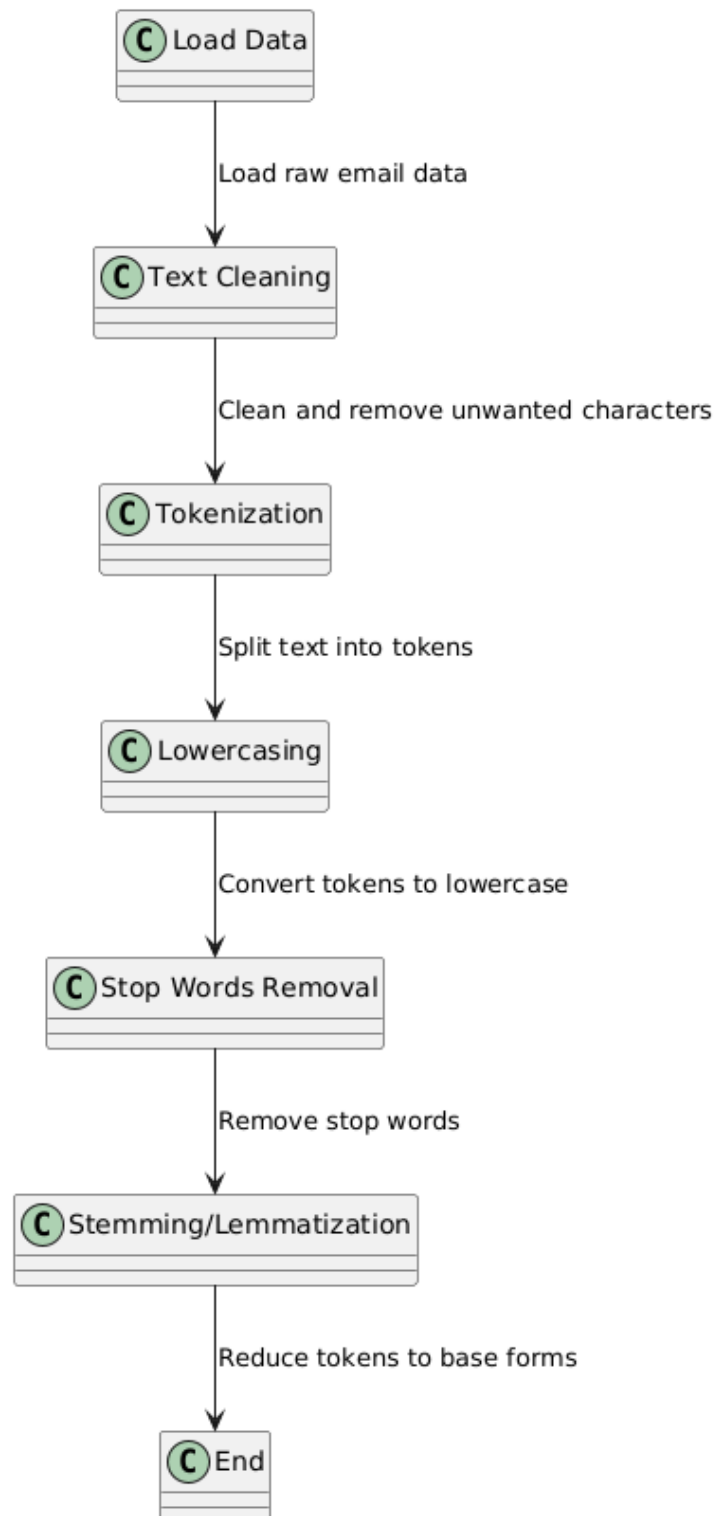 C Load Data
Load raw email data
C Text Cleaning
Clean and remove unwanted characters
C Tokenization
Split text into tokens
C Lowercasing
Convert tokens to lowercase
C Stop Words Removal
Remove stop words
C Stemming/Lemmatization
Reduce tokens to base forms
C End